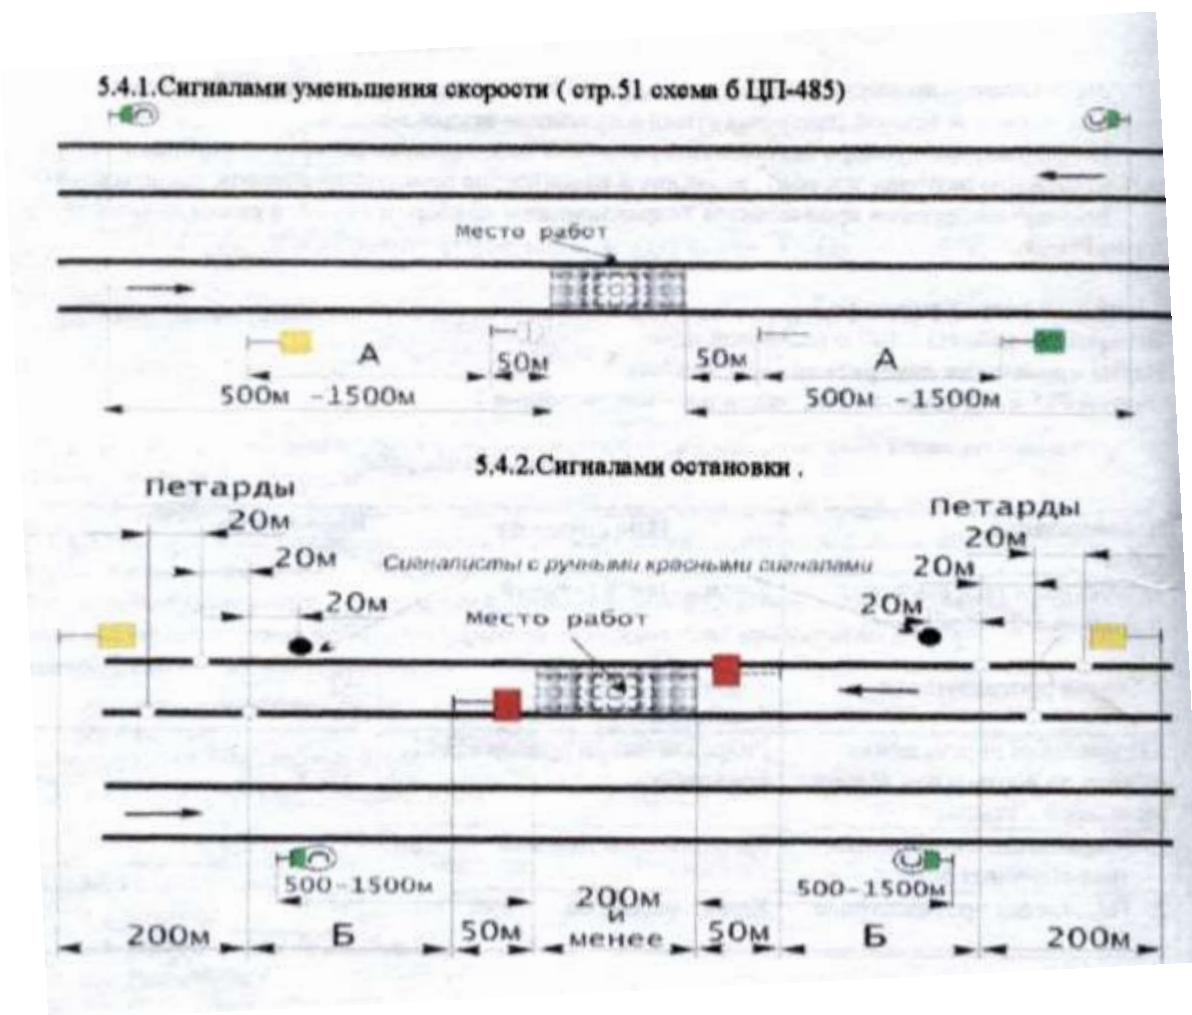 5.4.1.Сигналами уменьшения скорости ( стр.51 схема 6 ЦП-485)
Место работ
А
50м
50м
А
500м -1500м
500м -1500м
5.4.2.Сигналами остановки .
Петарды
Петарды
20м
20м
20м
Сигналисты с ручными красными сигналами
20м
20м
20м
Место работ
500-1500м
200м
и
менее
500-1500м
200м
Б
50м
50м
Б
200м